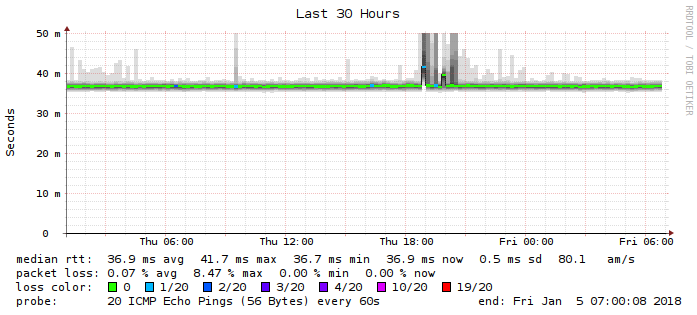 Last 30 Hours
RRDTOOL / TOBI OETIKER
Seconds
50 m
40 m
30 m
20 m
10 m
0
Thu 06:00 Thu 12:00 Thu 18:00 Fri 00:00 Fri 06:00
median rtt: 36.9 ms avg 41.7 ms max 36.7 ms min 36.9 ms now 0.5 ms sd 80.1 am/s
packet loss: 0.07 % avg 8.47 % max 0.00 % min 0.00 % now
loss color: 0 1/20 2/20 3/20 4/20 10/20 19/20
probe: 20 ICMP Echo Pings (56 Bytes) every 60s end: Fri Jan 5 07:00:08 2018